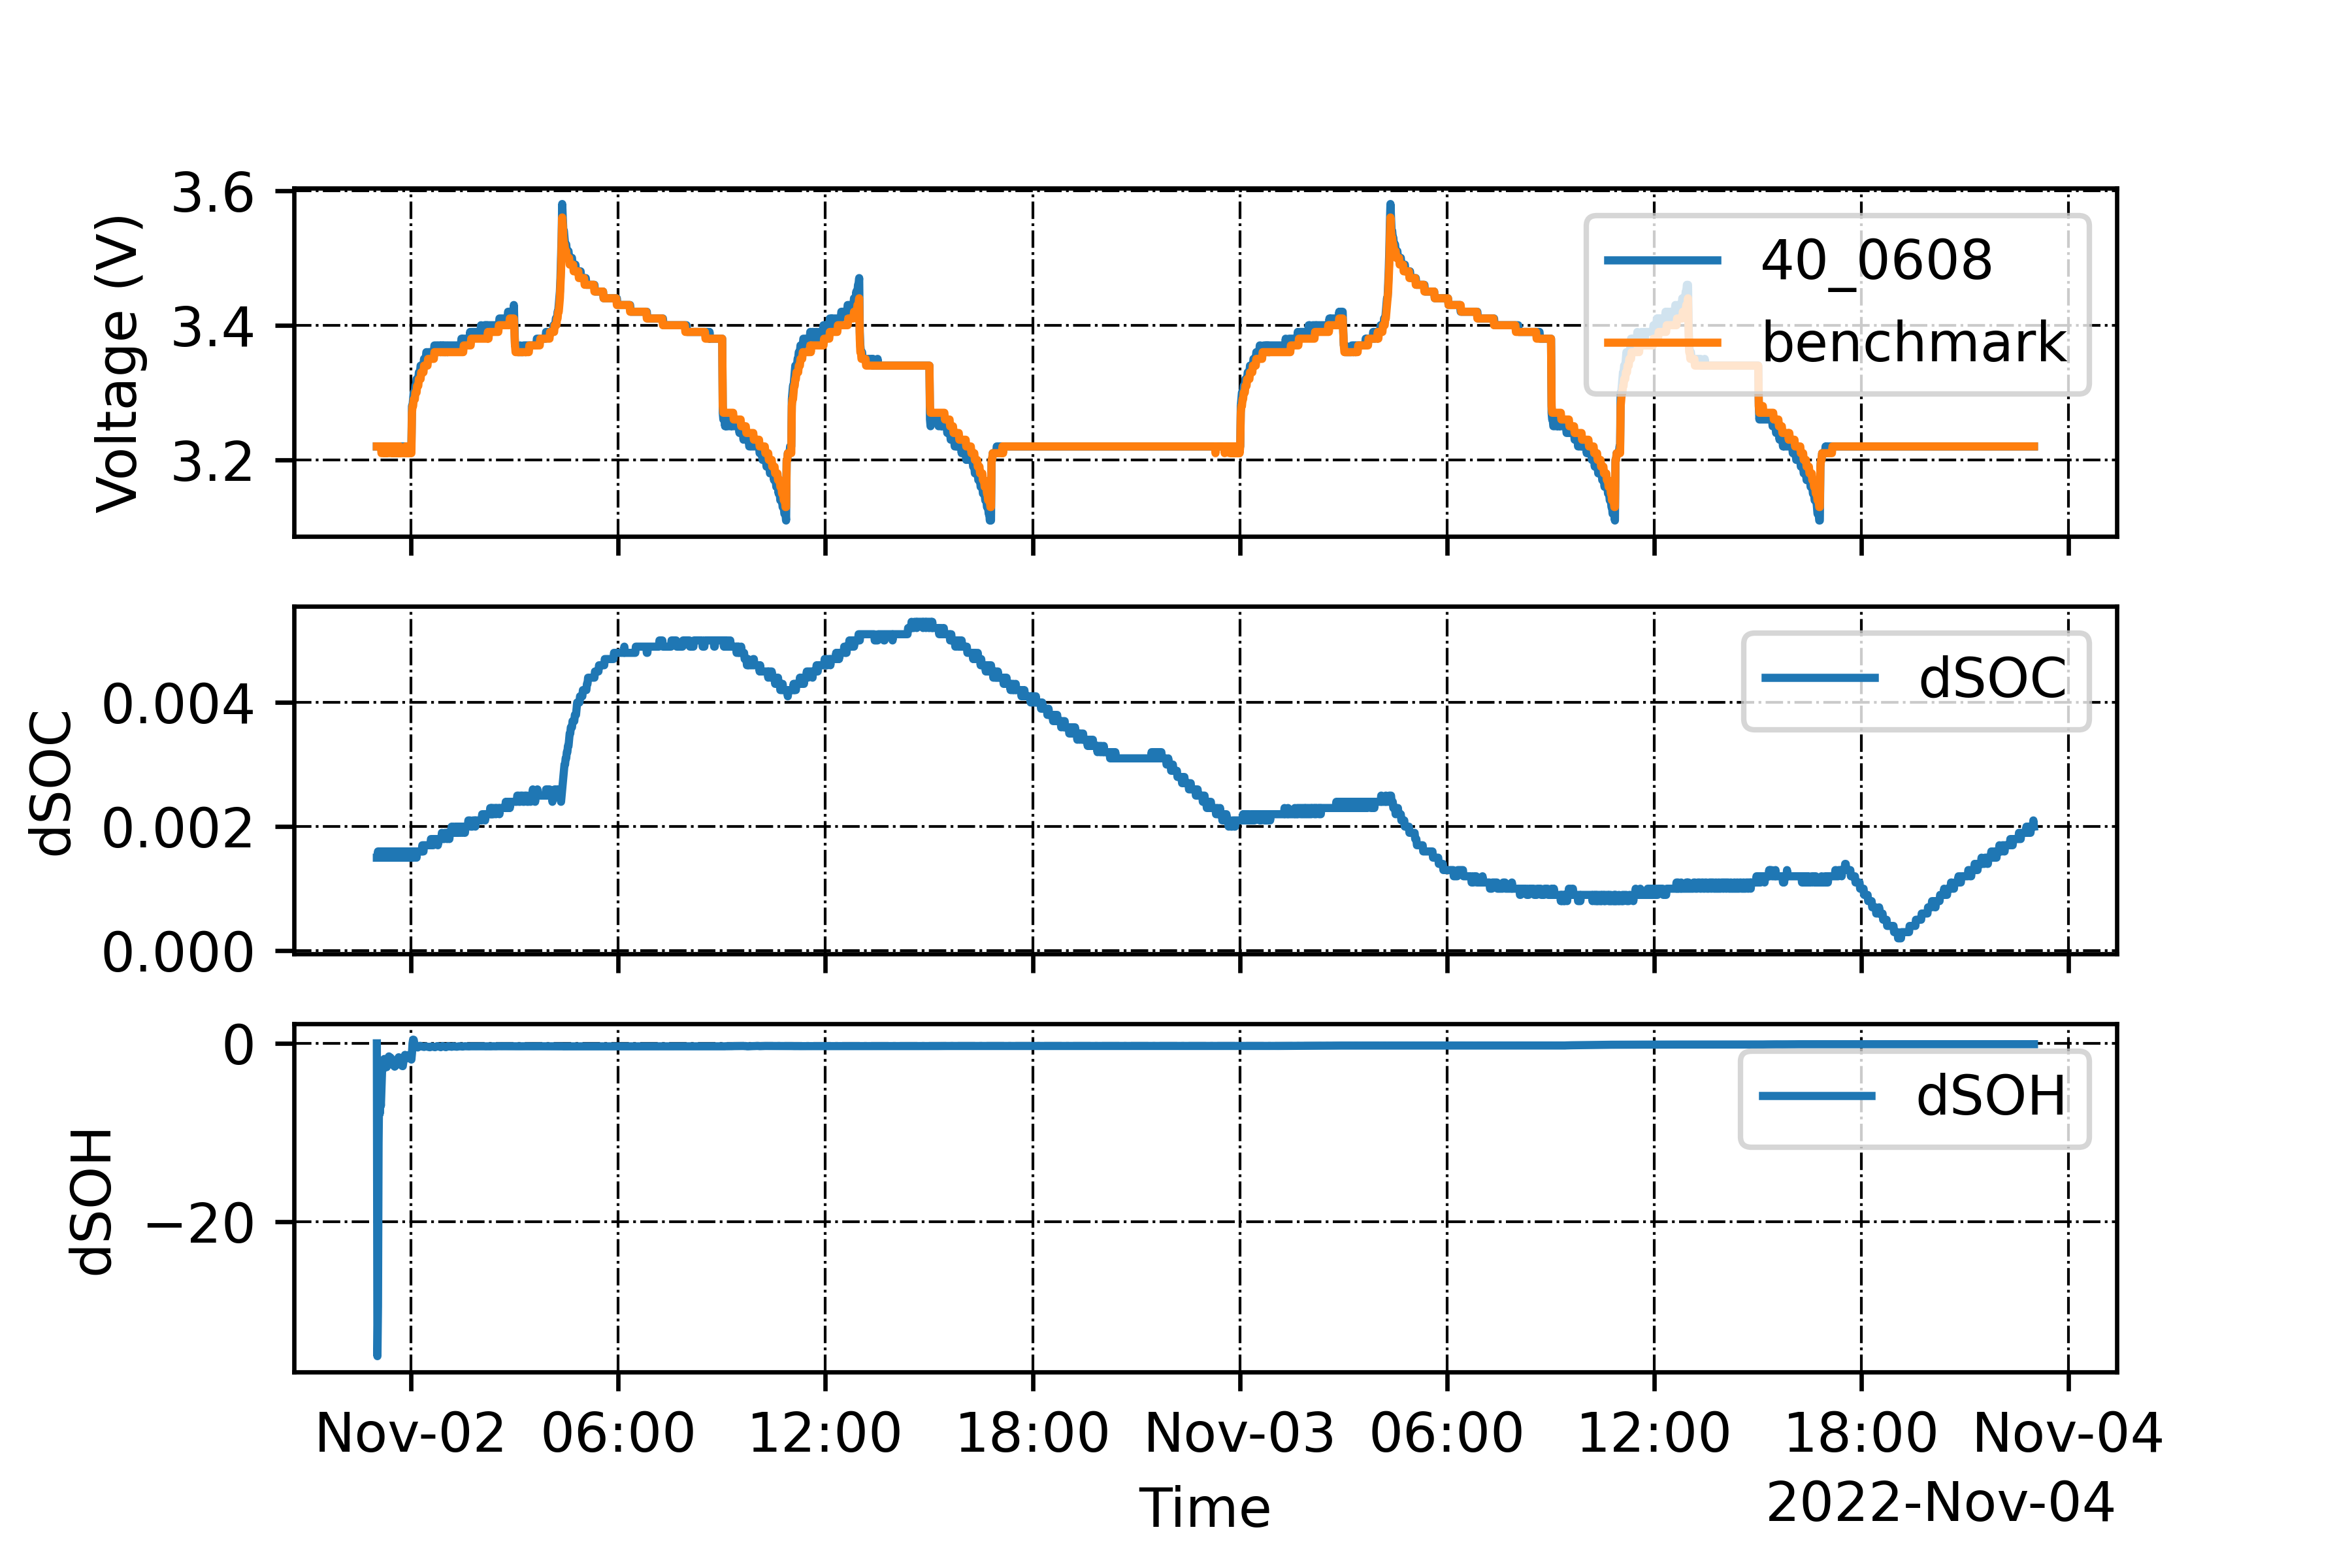 Voltage (V)
3.6
3.4
3.2
40_0608
benchmark
dSOC
0.004
0.002
0.000
dSOC
dSOH
0
−20
dSOH
Nov-02 06:00 12:00 18:00 Nov-03 06:00 12:00 18:00 Nov-04
Time
2022-Nov-04